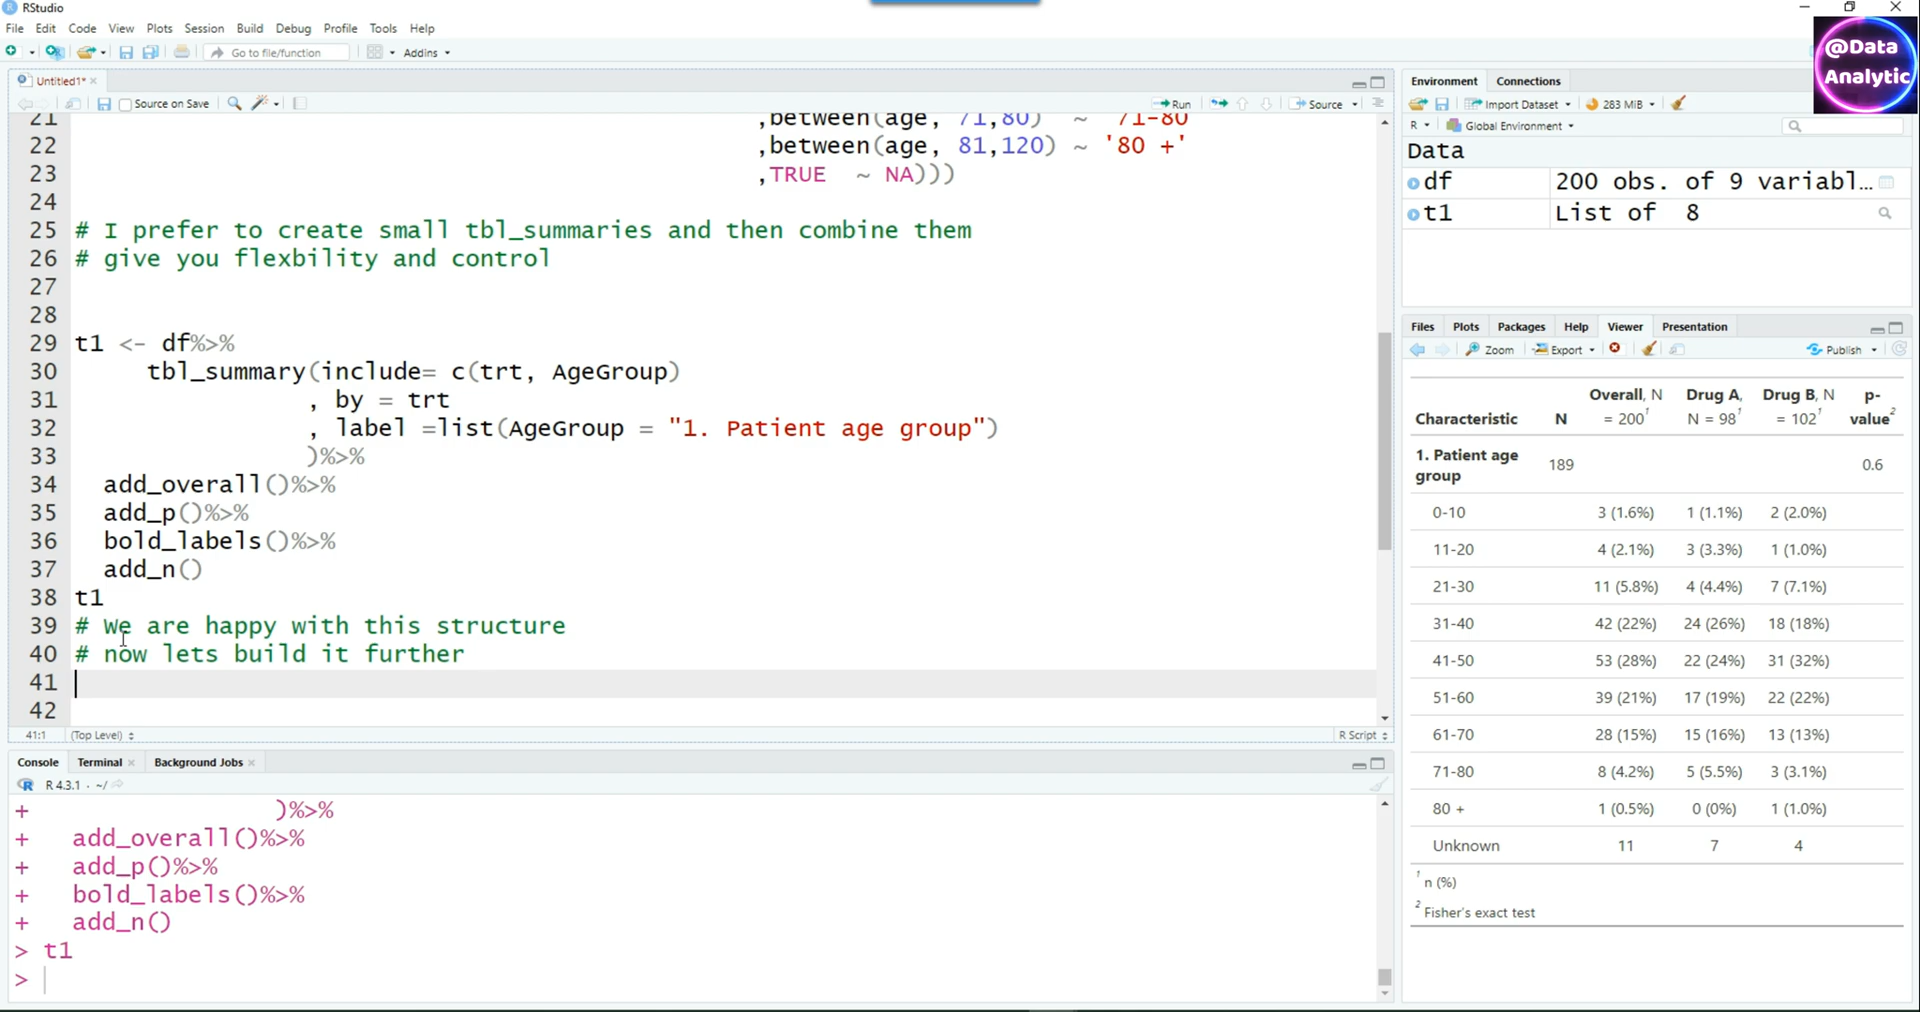 RStudio
File Edit Code View Plots Session Build Debug Profile Tools Help
Go to file/function Addins
@Data
Analytic
Untitled1*
Source on Save Run Source
21 ,between(age, 71,80) ~ '71-80'
22 ,between(age, 81,120) ~ '80 +'
23 ,TRUE ~ NA)))
24
25 # I prefer to create small tbl_summaries and then combine them
26 # give you flexbility and control
27
28
29 t1 <- df%>%
30 tbl_summary(include= c(trt, AgeGroup)
31 , by = trt
32 , label =list(AgeGroup = "1. Patient age group")
33 )%>%
34 add_overall()%>%
35 add_p()%>%
36 bold_labels()%>%
37 add_n()
38 t1
39 # We are happy with this structure
40 # now lets build it further
41
42
41:1 (Top Level) R Script
Console Terminal Background Jobs
R 4.3.1 · ~/
+ )%>%
+ add_overall()%>%
+ add_p()%>%
+ bold_labels()%>%
+ add_n()
> t1
>
Environment Connections
Import Dataset 283 MiB
R Global Environment
Data
df 200 obs. of 9 variabl…
t1 List of 8
Files Plots Packages Help Viewer Presentation
Zoom Export Publish
Characteristic N Overall, N = 200¹ Drug A, N = 98¹ Drug B, N = 102¹ p-value²
1. Patient age group 189 0.6
0-10 3 (1.6%) 1 (1.1%) 2 (2.0%)
11-20 4 (2.1%) 3 (3.3%) 1 (1.0%)
21-30 11 (5.8%) 4 (4.4%) 7 (7.1%)
31-40 42 (22%) 24 (26%) 18 (18%)
41-50 53 (28%) 22 (24%) 31 (32%)
51-60 39 (21%) 17 (19%) 22 (22%)
61-70 28 (15%) 15 (16%) 13 (13%)
71-80 8 (4.2%) 5 (5.5%) 3 (3.1%)
80 + 1 (0.5%) 0 (0%) 1 (1.0%)
Unknown 11 7 4
¹ n (%)
² Fisher's exact test